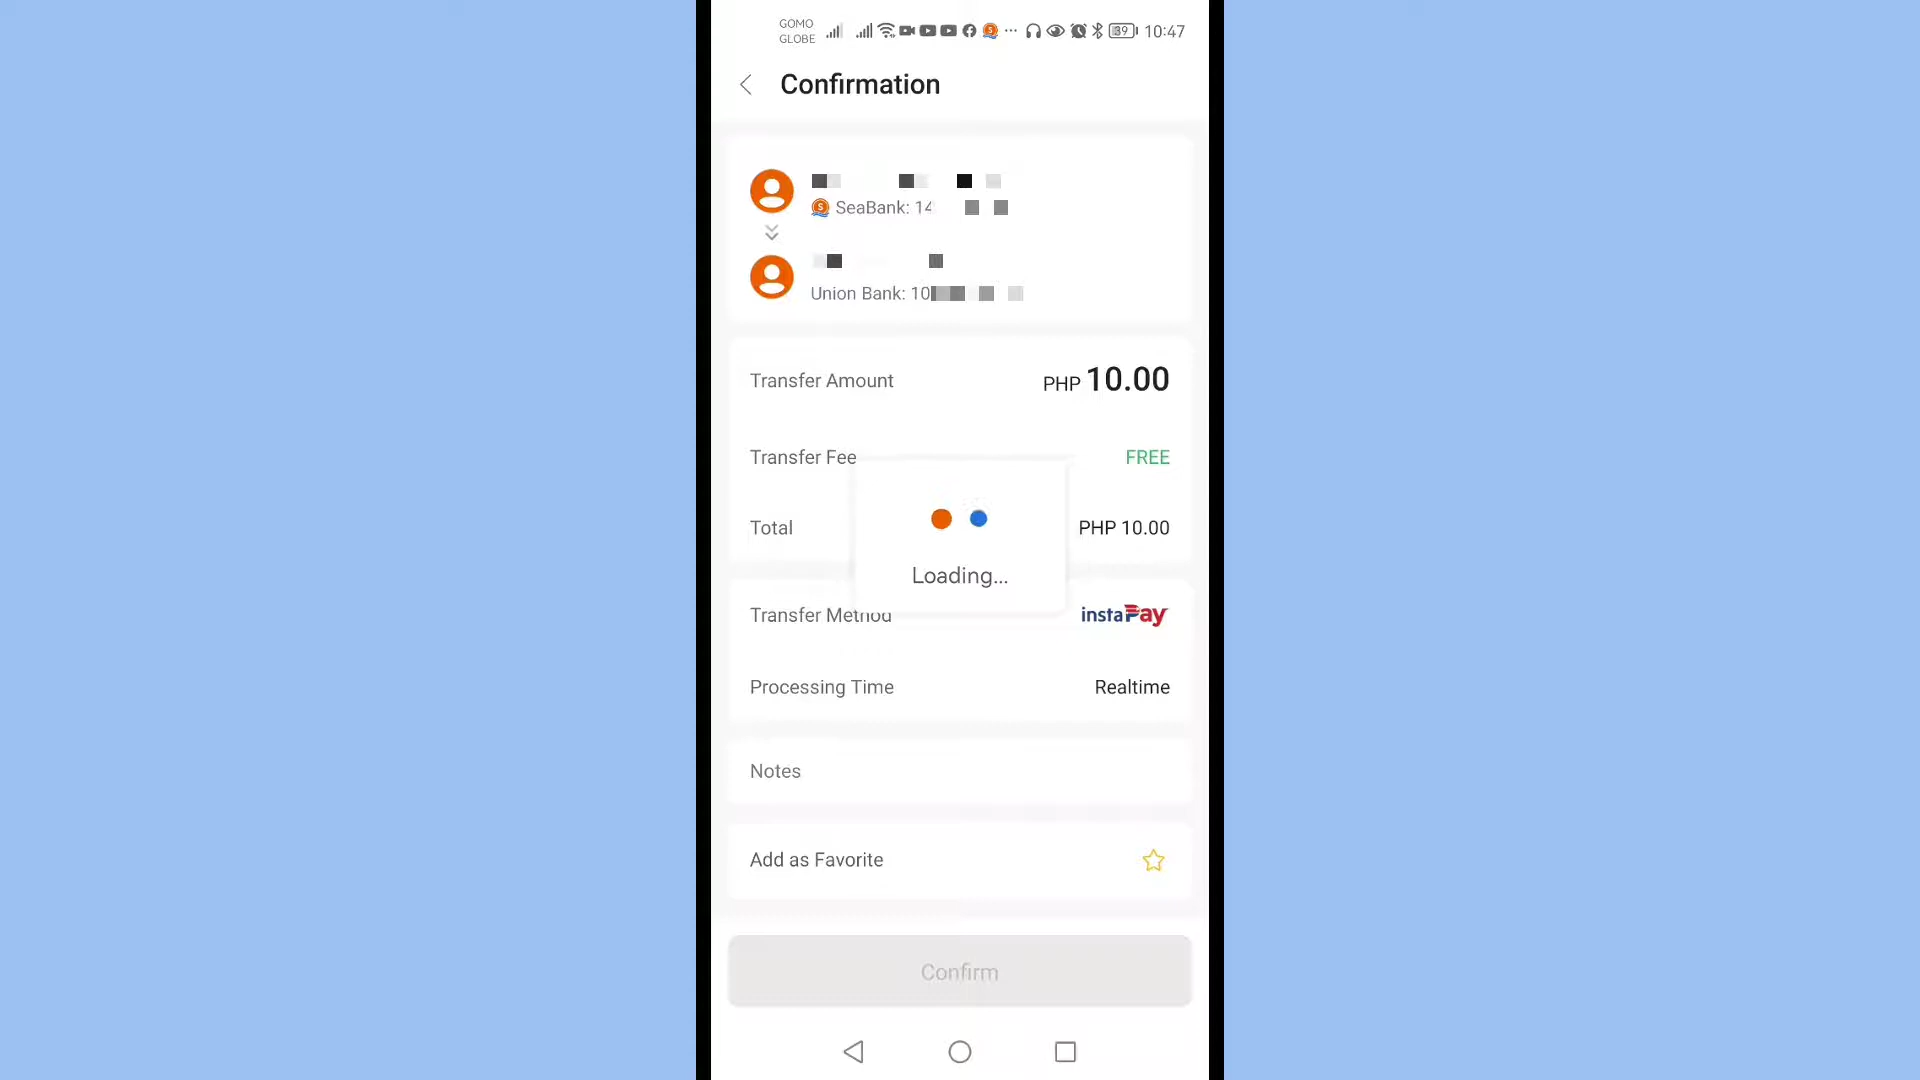 GOMO
GLOBE
39 10:47
Confirmation
SeaBank: 14
Union Bank: 10
Transfer Amount PHP 10.00
Transfer Fee FREE
Total PHP 10.00
Loading...
Transfer Method instaPay
Processing Time Realtime
Notes
Add as Favorite
Confirm